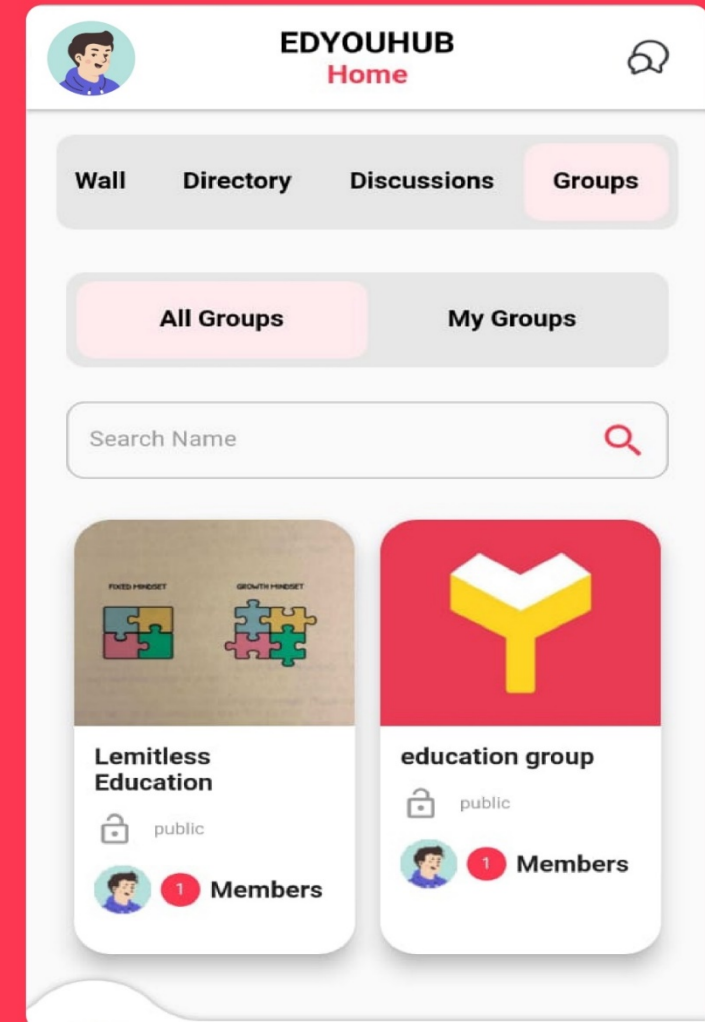 EDYOUHUB
Home
Wall Directory Discussions Groups
All Groups My Groups
Search Name
FIXED MINDSET GROWTH MINDSET
Lemitless
Education
public
1 Members
education group
public
1 Members